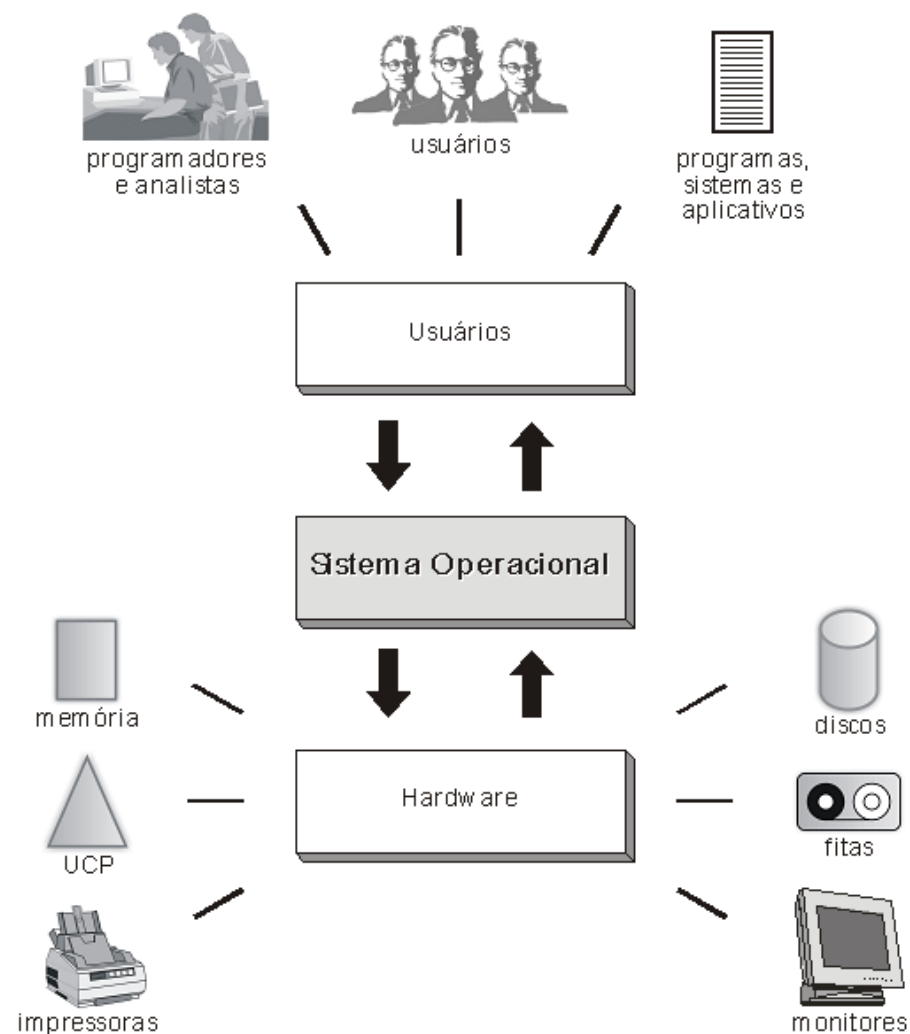 programadores
e analistas
usuários
programas,
sistemas e
aplicativos
Usuários
Sistema Operacional
memória
discos
Hardware
UCP
fitas
impressoras
monitores